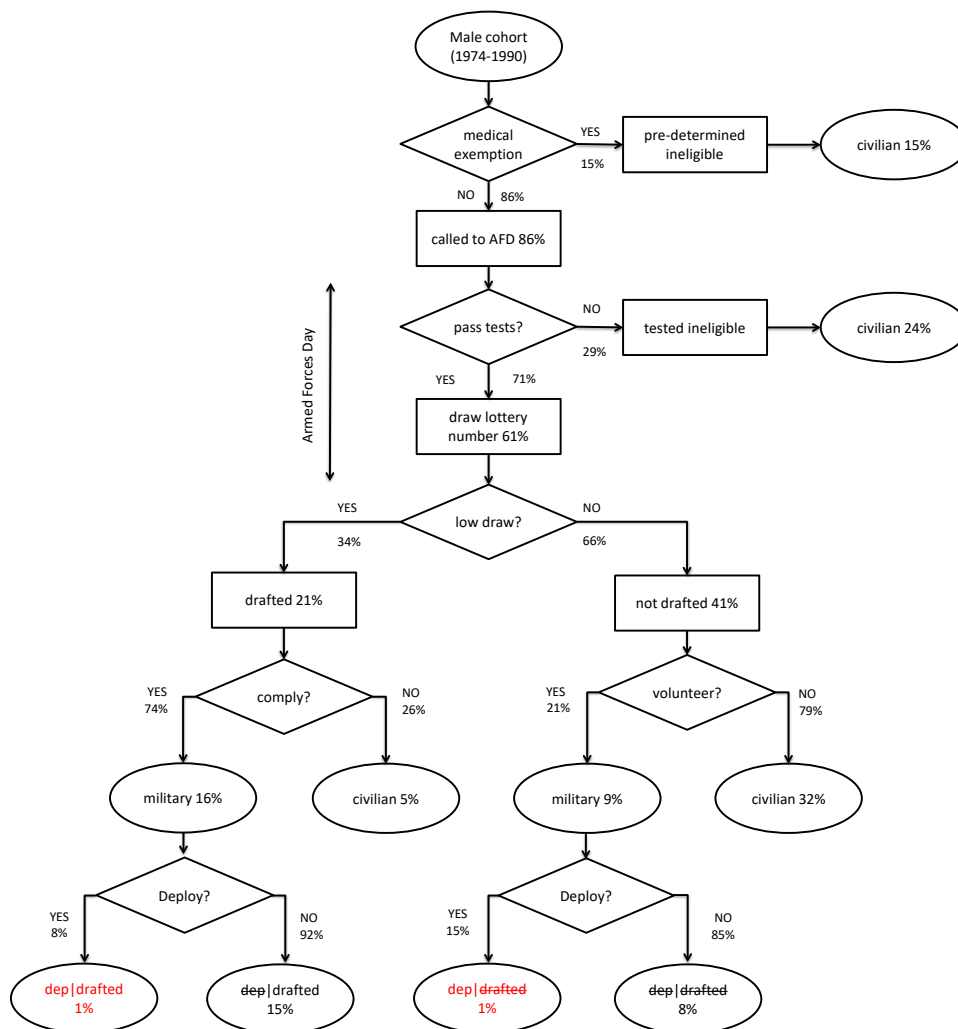 Male cohort
(1974-1990)
medical
exemption
YES
15%
pre-determined
ineligible
civilian 15%
NO
86%
called to AFD 86%
Armed Forces Day
pass tests?
NO
29%
tested ineligible
civilian 24%
YES
71%
draw lottery
number 61%
low draw?
YES
34%
NO
66%
drafted 21%
not drafted 41%
comply?
YES
74%
NO
26%
volunteer?
YES
21%
NO
79%
military 16%
civilian 5%
military 9%
civilian 32%
Deploy?
YES
8%
NO
92%
Deploy?
YES
15%
NO
85%
dep|drafted
1%
dep|drafted
15%
dep|drafted
1%
dep|drafted
8%